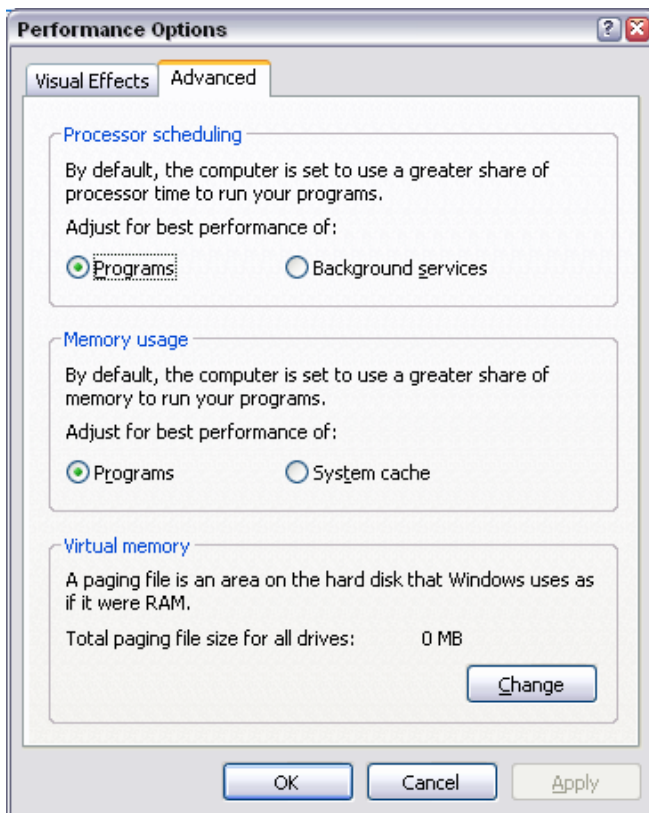 Performance Options
Visual Effects Advanced
Processor scheduling
By default, the computer is set to use a greater share of
processor time to run your programs.
Adjust for best performance of:
Programs Background services
Memory usage
By default, the computer is set to use a greater share of
memory to run your programs.
Adjust for best performance of:
Programs System cache
Virtual memory
A paging file is an area on the hard disk that Windows uses as
if it were RAM.
Total paging file size for all drives: 0 MB
Change
OK Cancel Apply